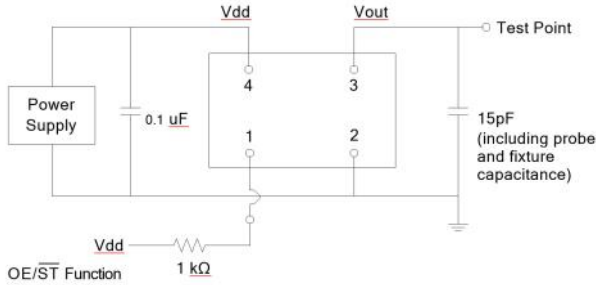 Vdd
Vout
Test Point
4
3
Power
Supply
0.1 uF
1
2
15pF
(including probe
and fixture
capacitance)
Vdd
1 kΩ
OE/S̅T̅ Function